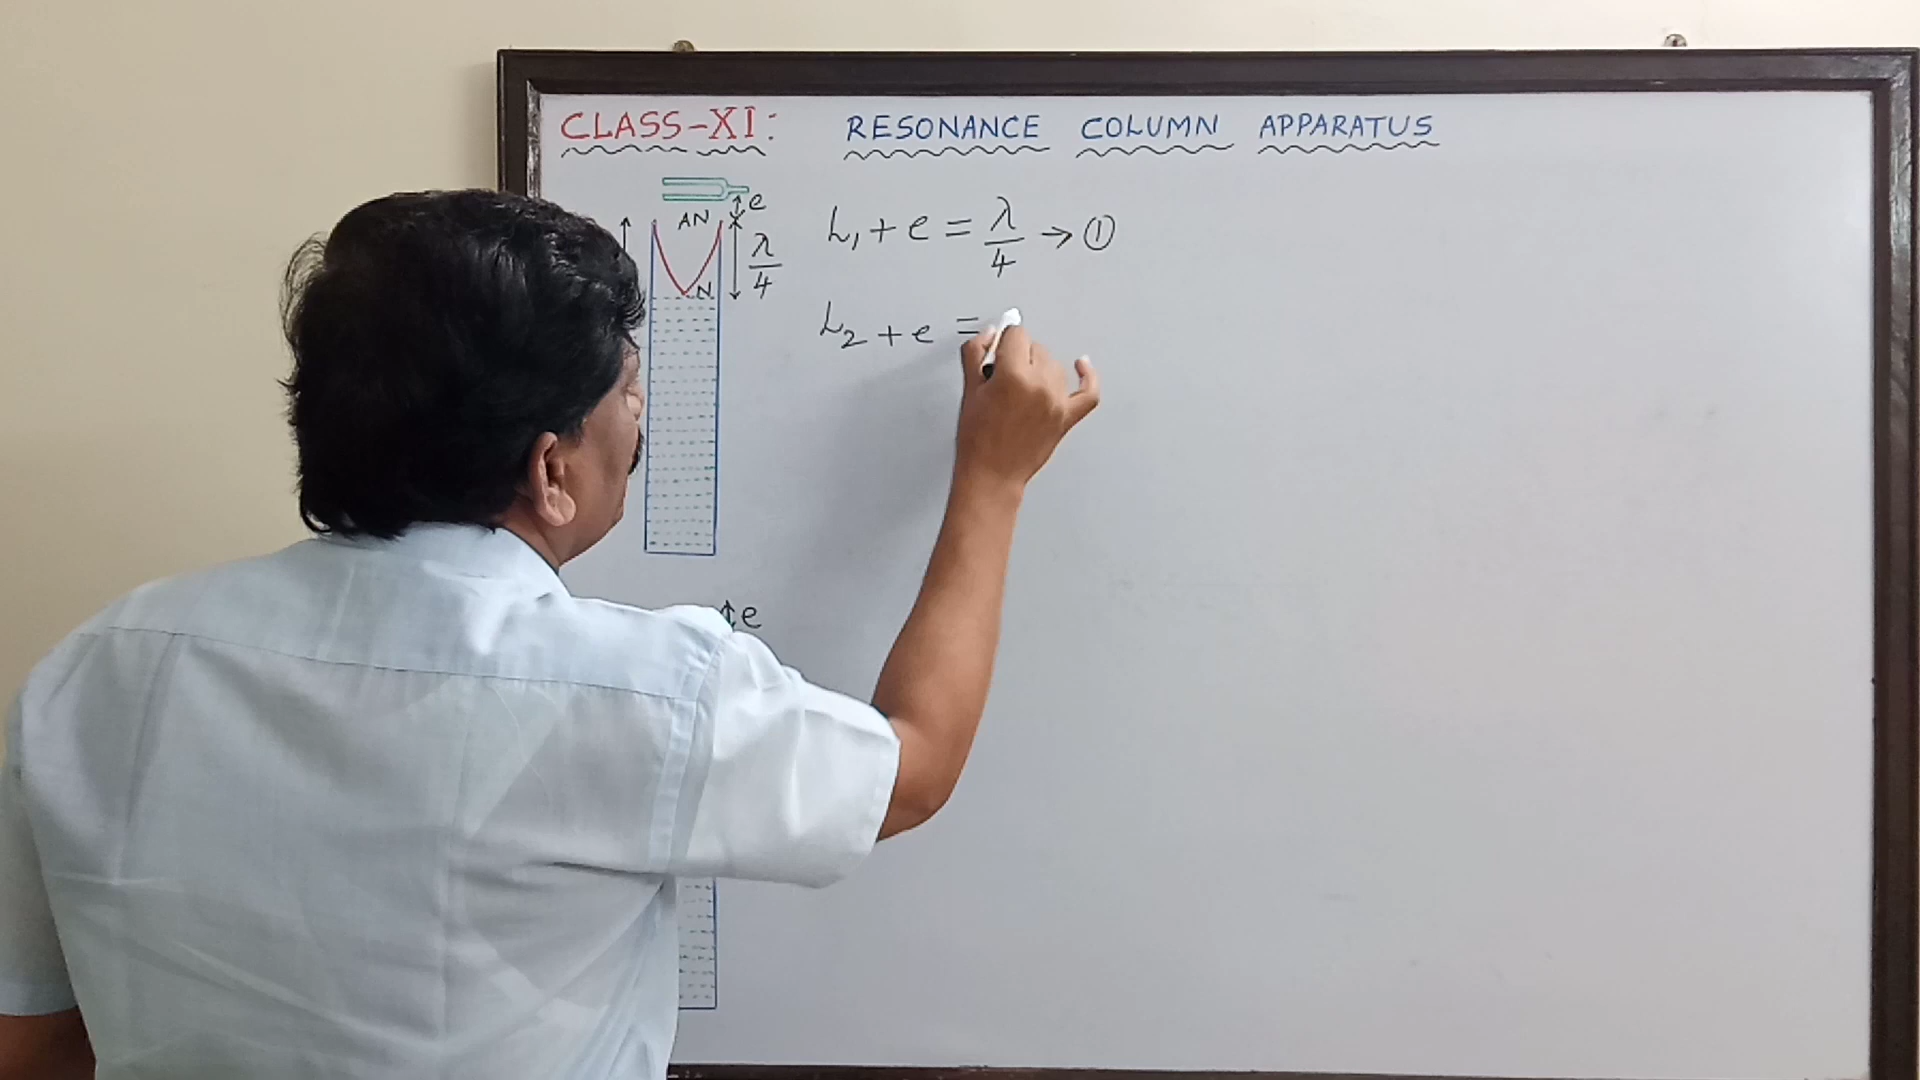 CLASS-XI: RESONANCE COLUMN APPARATUS
e
AN
λ/4
N
L₁ + e = λ/4 → ①
L₂ + e =
e